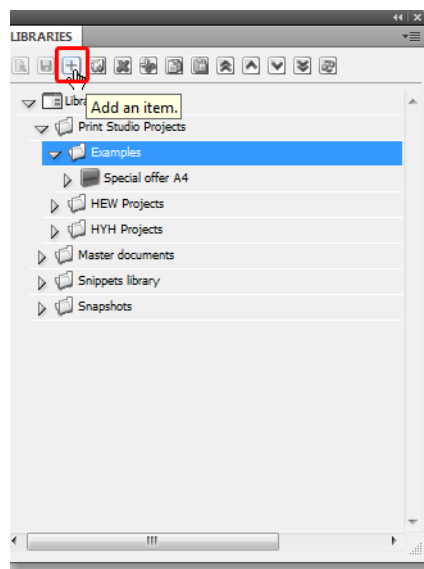 LIBRARIES
Add an item.
Print Studio Projects
Examples
Special offer A4
HEW Projects
HYH Projects
Master documents
Snippets library
Snapshots